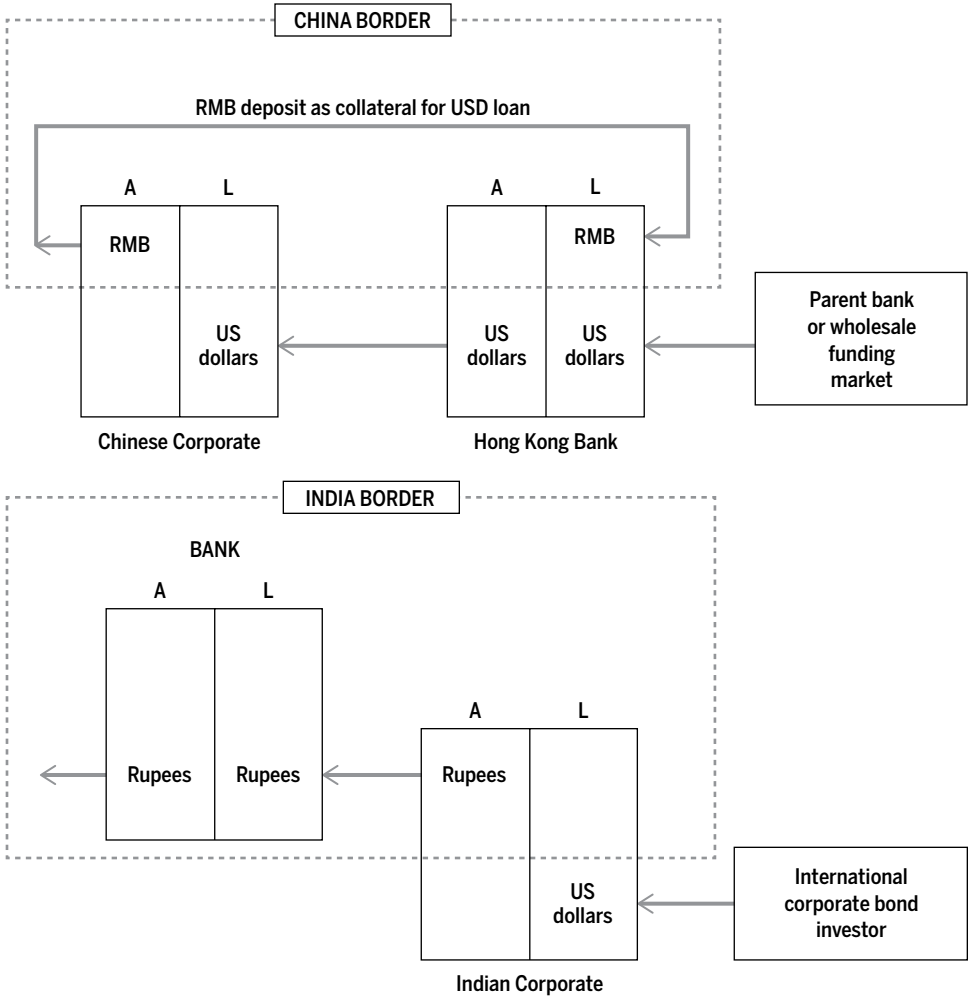 CHINA BORDER
RMB deposit as collateral for USD loan
A
L
A
L
RMB
RMB
US
dollars
US
dollars
US
dollars
Parent bank
or wholesale
funding
market
Chinese Corporate
Hong Kong Bank
INDIA BORDER
BANK
A
L
A
L
Rupees
Rupees
Rupees
US
dollars
International
corporate bond
investor
Indian Corporate